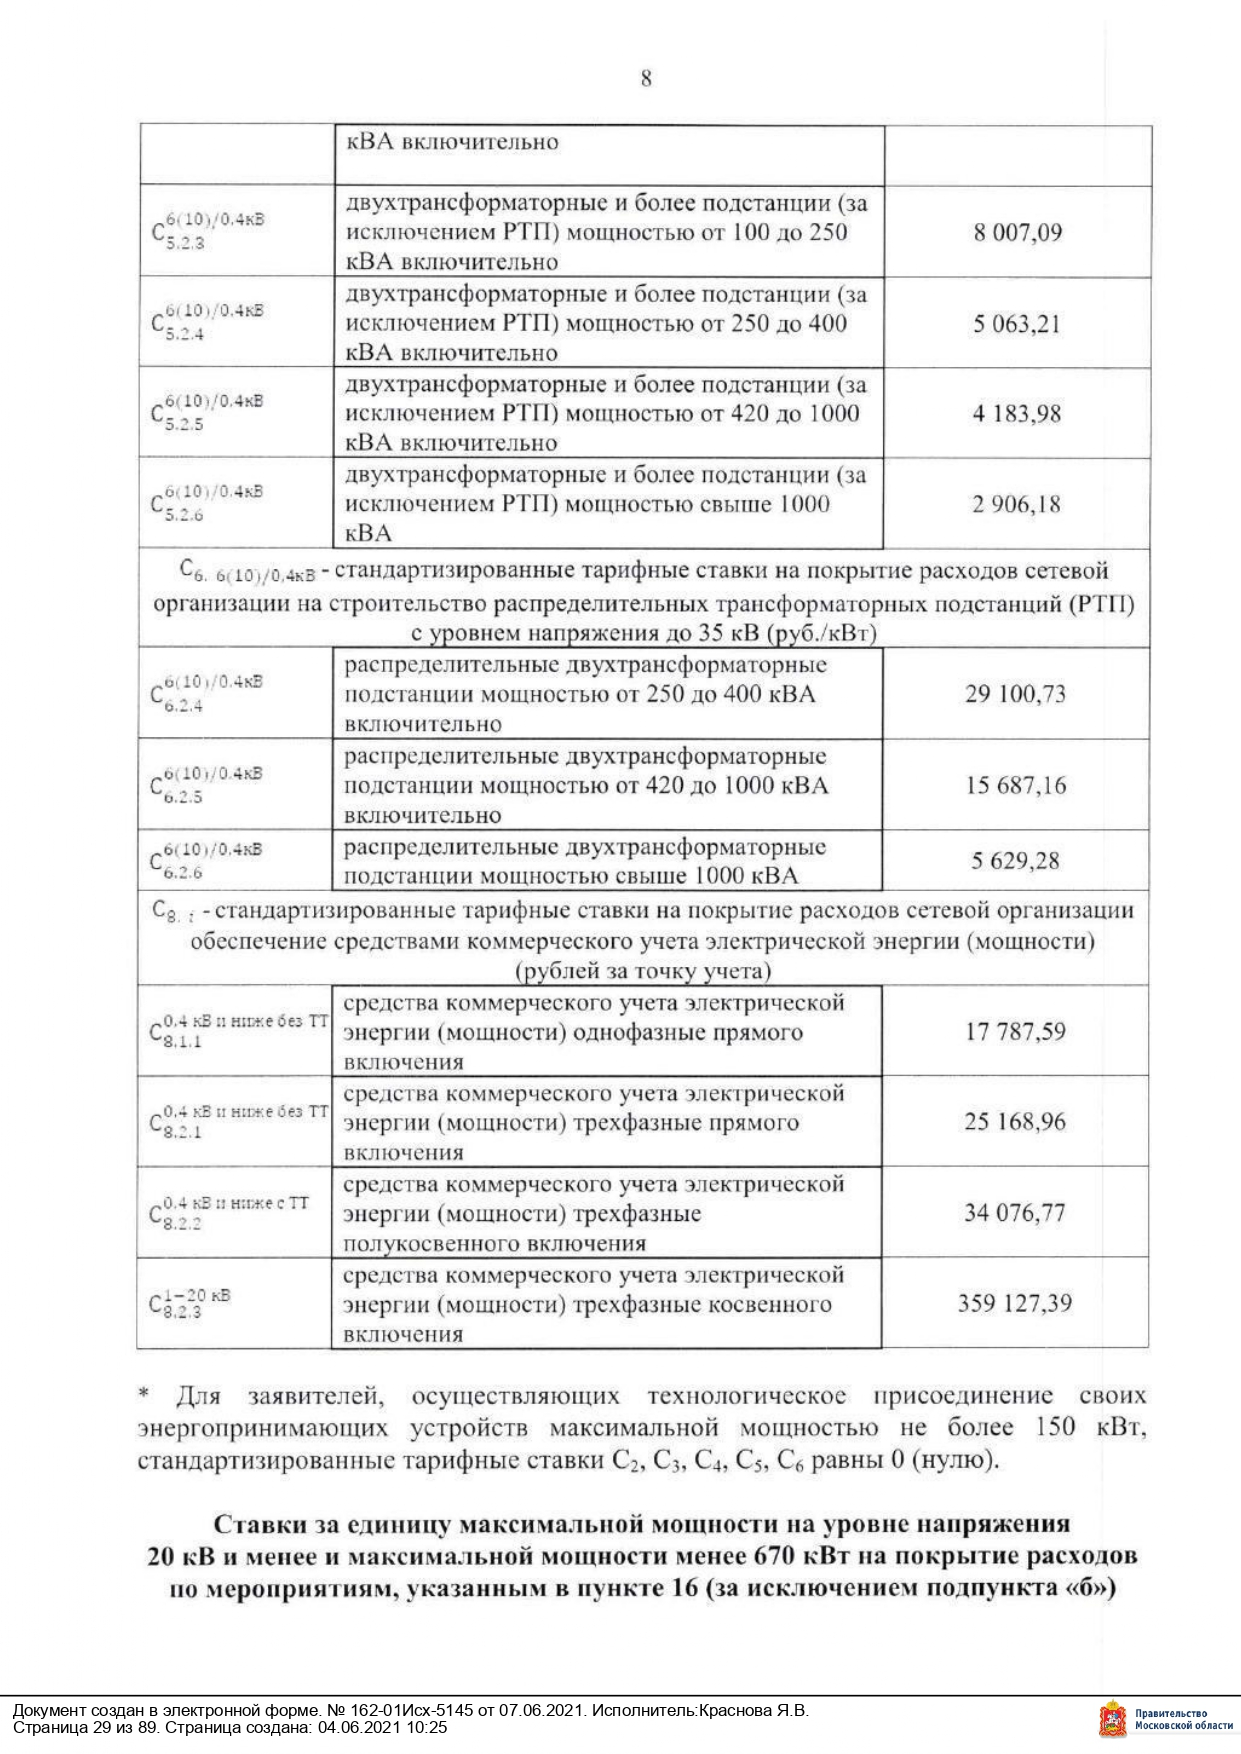 8
кВА включительно
С 6(10)/0,4кВ 5.2.3
двухтрансформаторные и более подстанции (за
исключением РТП) мощностью от 100 до 250
кВА включительно
8 007,09
С 6(10)/0,4кВ 5.2.4
двухтрансформаторные и более подстанции (за
исключением РТП) мощностью от 250 до 400
кВА включительно
5 063,21
С 6(10)/0,4кВ 5.2.5
двухтрансформаторные и более подстанции (за
исключением РТП) мощностью от 420 до 1000
кВА включительно
4 183,98
С 6(10)/0,4кВ 5.2.6
двухтрансформаторные и более подстанции (за
исключением РТП) мощностью свыше 1000
кВА
2 906,18
С6. 6(10)/0,4кВ - стандартизированные тарифные ставки на покрытие расходов сетевой
организации на строительство распределительных трансформаторных подстанций (РТП)
с уровнем напряжения до 35 кВ (руб./кВт)
С 6(10)/0,4кВ 6.2.4
распределительные двухтрансформаторные
подстанции мощностью от 250 до 400 кВА
включительно
29 100,73
С 6(10)/0,4кВ 6.2.5
распределительные двухтрансформаторные
подстанции мощностью от 420 до 1000 кВА
включительно
15 687,16
С 6(10)/0,4кВ 6.2.6
распределительные двухтрансформаторные
подстанции мощностью свыше 1000 кВА
5 629,28
С8. i - стандартизированные тарифные ставки на покрытие расходов сетевой организации
обеспечение средствами коммерческого учета электрической энергии (мощности)
(рублей за точку учета)
С 0,4 кВ и ниже без ТТ 8.1.1
средства коммерческого учета электрической
энергии (мощности) однофазные прямого
включения
17 787,59
С 0,4 кВ и ниже без ТТ 8.2.1
средства коммерческого учета электрической
энергии (мощности) трехфазные прямого
включения
25 168,96
С 0,4 кВ и ниже с ТТ 8.2.2
средства коммерческого учета электрической
энергии (мощности) трехфазные
полукосвенного включения
34 076,77
С 1−20 кВ 8.2.3
средства коммерческого учета электрической
энергии (мощности) трехфазные косвенного
включения
359 127,39
* Для заявителей, осуществляющих технологическое присоединение своих
энергопринимающих устройств максимальной мощностью не более 150 кВт,
стандартизированные тарифные ставки С2, С3, С4, С5, С6 равны 0 (нулю).
Ставки за единицу максимальной мощности на уровне напряжения
20 кВ и менее и максимальной мощности менее 670 кВт на покрытие расходов
по мероприятиям, указанным в пункте 16 (за исключением подпункта «б»)
Документ создан в электронной форме. № 162-01Исх-5145 от 07.06.2021. Исполнитель:Краснова Я.В.
Страница 29 из 89. Страница создана: 04.06.2021 10:25
Правительство
Московской области